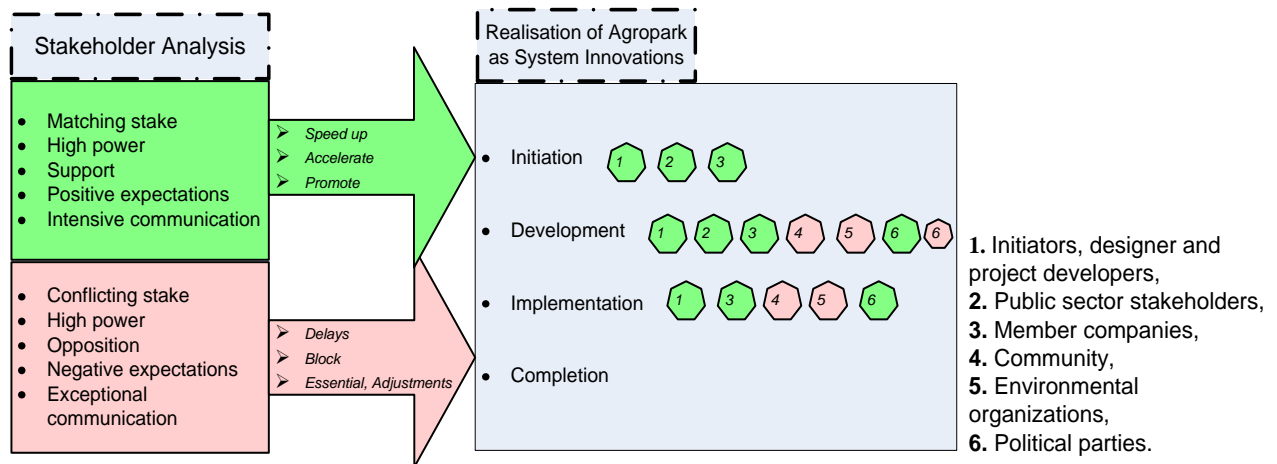 Stakeholder Analysis
• Matching stake
• High power
• Support
• Positive expectations
• Intensive communication
• Conflicting stake
• High power
• Opposition
• Negative expectations
• Exceptional
communication
➢ Speed up
➢ Accelerate
➢ Promote
➢ Delays
➢ Block
➢ Essential, Adjustments
Realisation of Agropark
as System Innovations
• Initiation 1 2 3
• Development 1 2 3 4 5 6 6
• Implementation 1 3 4 5 6
• Completion
1. Initiators, designer and
project developers,
2. Public sector stakeholders,
3. Member companies,
4. Community,
5. Environmental
organizations,
6. Political parties.